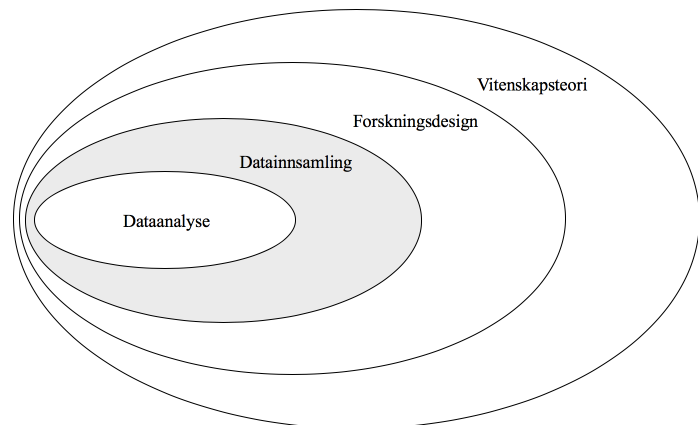 Vitenskapsteori
Forskningsdesign
Datainnsamling
Dataanalyse